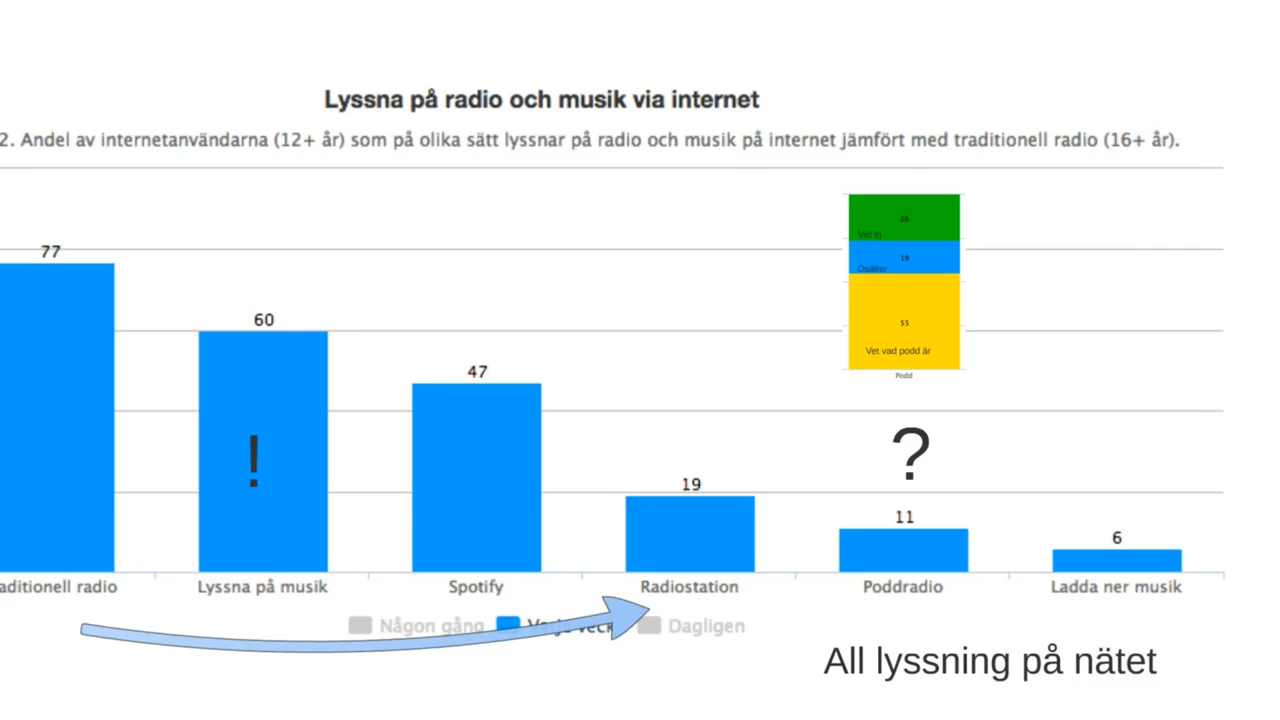 Lyssna på radio och musik via internet
2. Andel av internetanvändarna (12+ år) som på olika sätt lyssnar på radio och musik på internet jämfört med traditionell radio (16+ år).
77
60
47
19
11
6
26
Vet ej
Osäker
55
Vet vad podd är
Podd
!
?
aditionell radio
Lyssna på musik
Spotify
Radiostation
Poddradio
Ladda ner musik
Någon gång
Dagligen
All lyssning på nätet